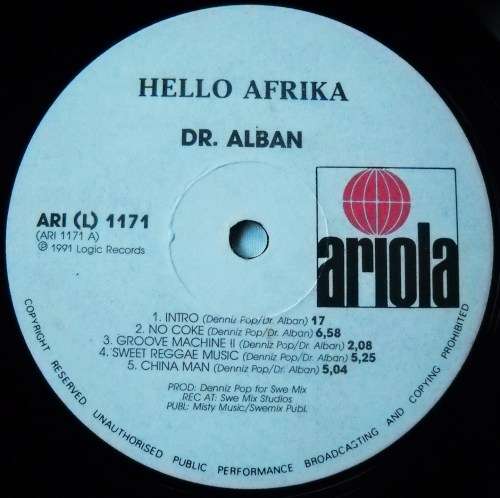 HELLO AFRIKA
DR. ALBAN
ARI (L) 1171
(ARI 1171 A)
℗ 1991 Logic Records
ariola
1. INTRO (Denniz Pop/Dr. Alban) 17
2. NO COKE (Denniz Pop/Dr. Alban) 6,58
3. GROOVE MACHINE II (Denniz Pop/Dr. Alban) 2,08
4. SWEET REGGAE MUSIC (Denniz Pop/Dr. Alban) 5,25
5. CHINA MAN (Denniz Pop/Dr. Alban) 5,04
PROD: Denniz Pop for Swe Mix
REC AT: Swe Mix Studios
PUBL: Misty Music/Swemix Publ.
COPYRIGHT RESERVED UNAUTHORISED PUBLIC PERFORMANCE BROADCASTING AND COPYING PROHIBITED